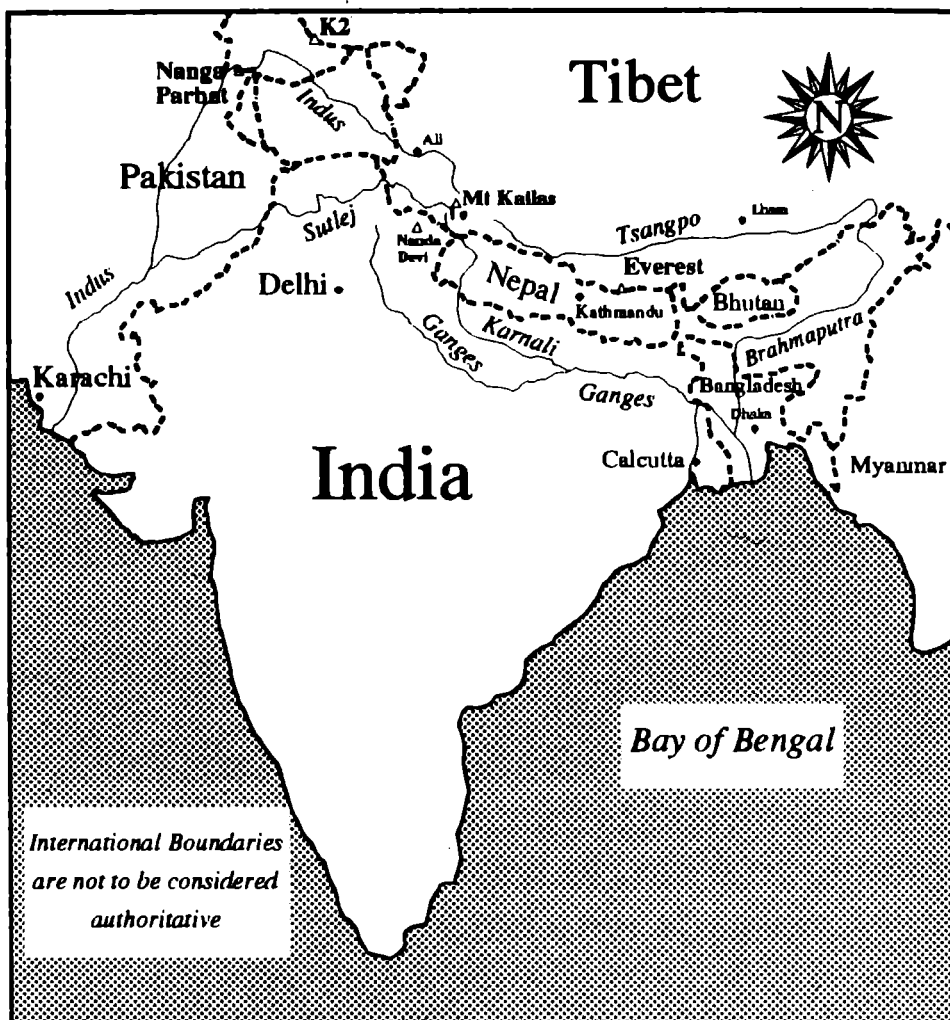 K2
Tibet
Nanga
Parbat
Indus
N
Ali
Pakistan
Mt Kailas
Lhasa
Sutlej
Tsangpo
Nanda
Devi
Everest
Indus
Nepal
Delhi
Bhutan
Kathmandu
Ganges
Karnali
Brahmaputra
Karachi
Bangladesh
Ganges
Dhaka
India
Calcutta
Myanmar
Bay of Bengal
International Boundaries
are not to be considered
authoritative